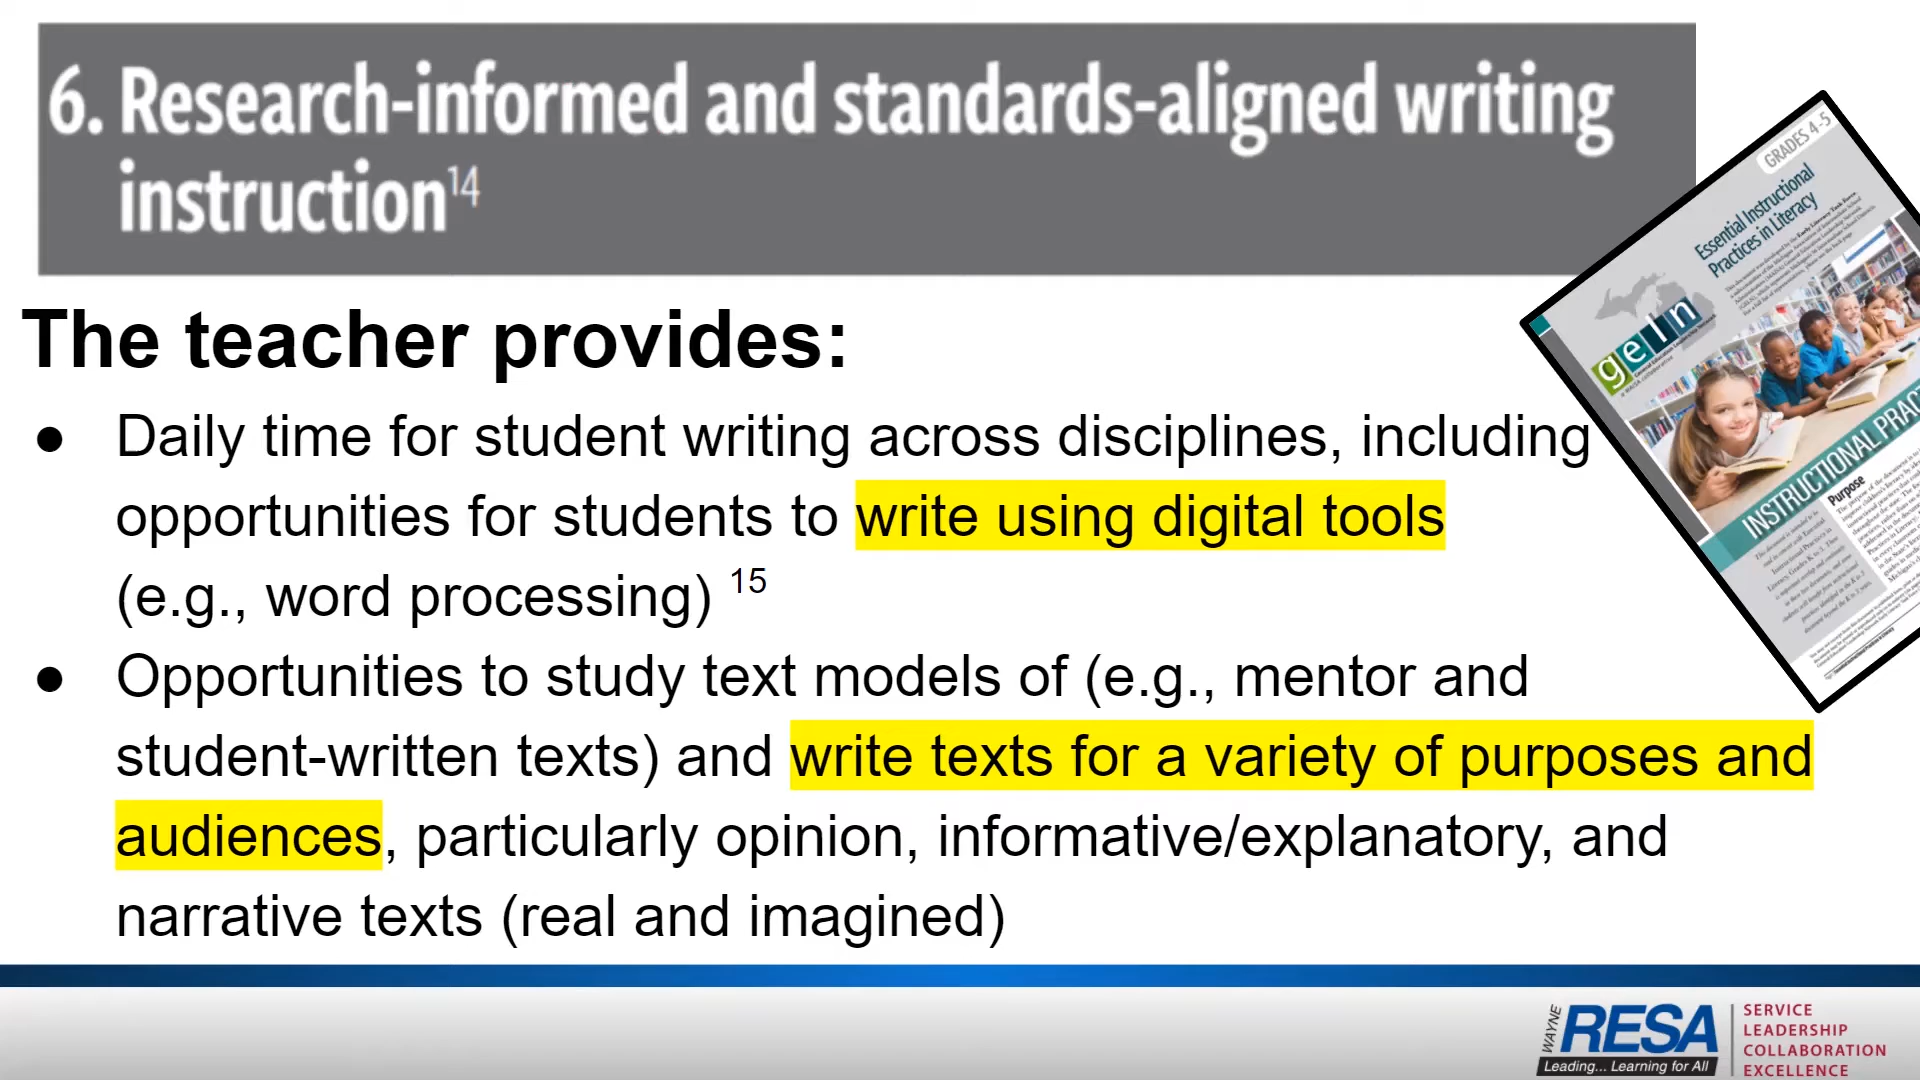 6. Research-informed and standards-aligned writing
instruction14
The teacher provides:
● Daily time for student writing across disciplines, including
opportunities for students to write using digital tools
(e.g., word processing) 15
● Opportunities to study text models of (e.g., mentor and
student-written texts) and write texts for a variety of purposes and
audiences, particularly opinion, informative/explanatory, and
narrative texts (real and imagined)
GRADES 4-5
Essential Instructional
Practices in Literacy
geln
INSTRUCTIONAL PRACT
Purpose
WAYNE RESA
Leading... Learning for All
SERVICE
LEADERSHIP
COLLABORATION
EXCELLENCE